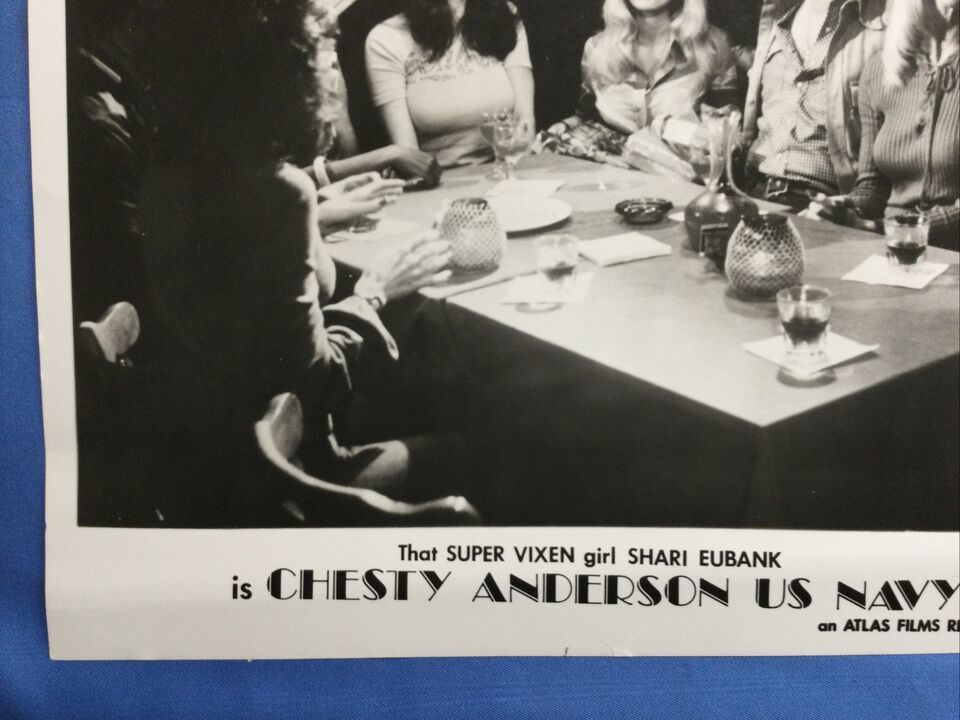 That SUPER VIXEN girl SHARI EUBANK
is CHESTY ANDERSON US NAVY
an ATLAS FILMS